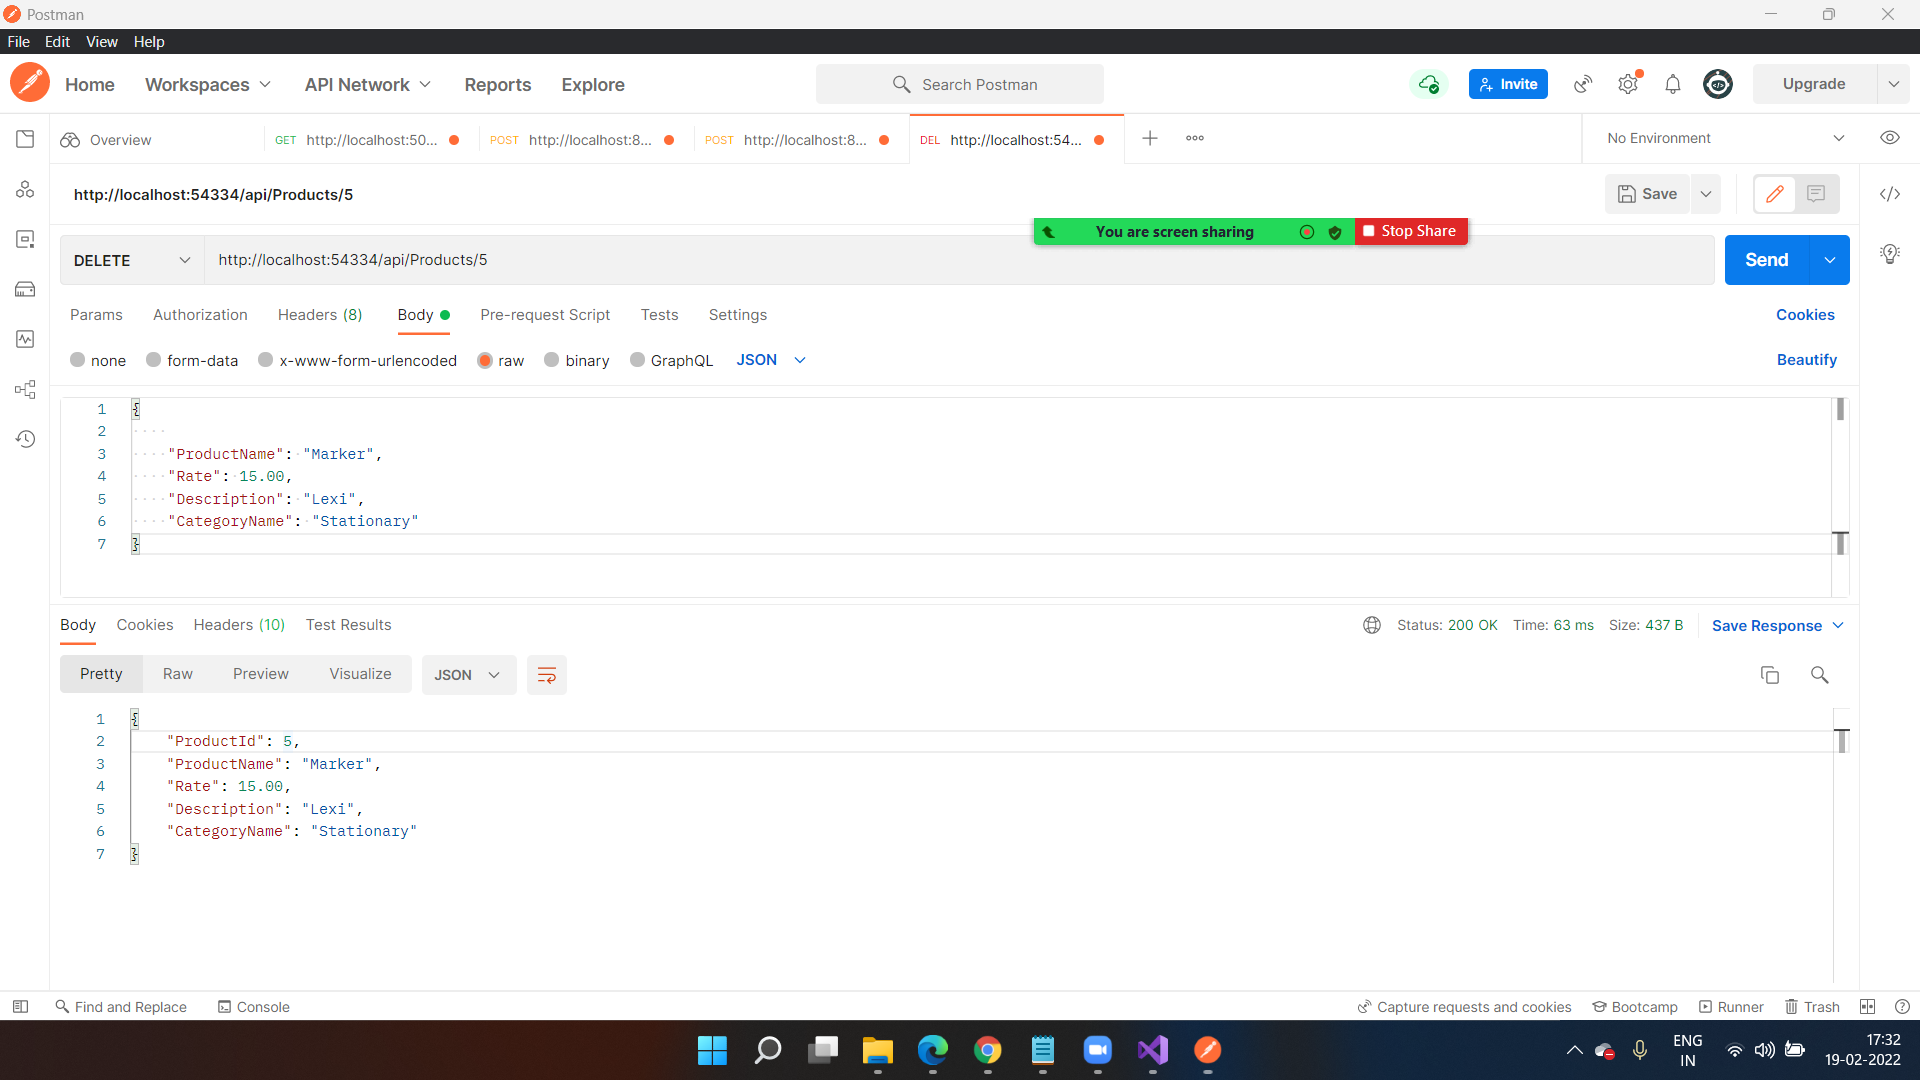 Postman
File Edit View Help
Home Workspaces API Network Reports Explore Search Postman Invite Upgrade
Overview GET http://localhost:50... POST http://localhost:8... POST http://localhost:8... DEL http://localhost:54... No Environment
http://localhost:54334/api/Products/5 Save
You are screen sharing Stop Share
DELETE http://localhost:54334/api/Products/5 Send
Params Authorization Headers (8) Body Pre-request Script Tests Settings Cookies
none form-data x-www-form-urlencoded raw binary GraphQL JSON Beautify
1 {
2
3 "ProductName": "Marker",
4 "Rate": 15.00,
5 "Description": "Lexi",
6 "CategoryName": "Stationary"
7 }
Body Cookies Headers (10) Test Results Status: 200 OK Time: 63 ms Size: 437 B Save Response
Pretty Raw Preview Visualize JSON
1 {
2 "ProductId": 5,
3 "ProductName": "Marker",
4 "Rate": 15.00,
5 "Description": "Lexi",
6 "CategoryName": "Stationary"
7 }
Find and Replace Console Capture requests and cookies Bootcamp Runner Trash
ENG 17:32
IN 19-02-2022